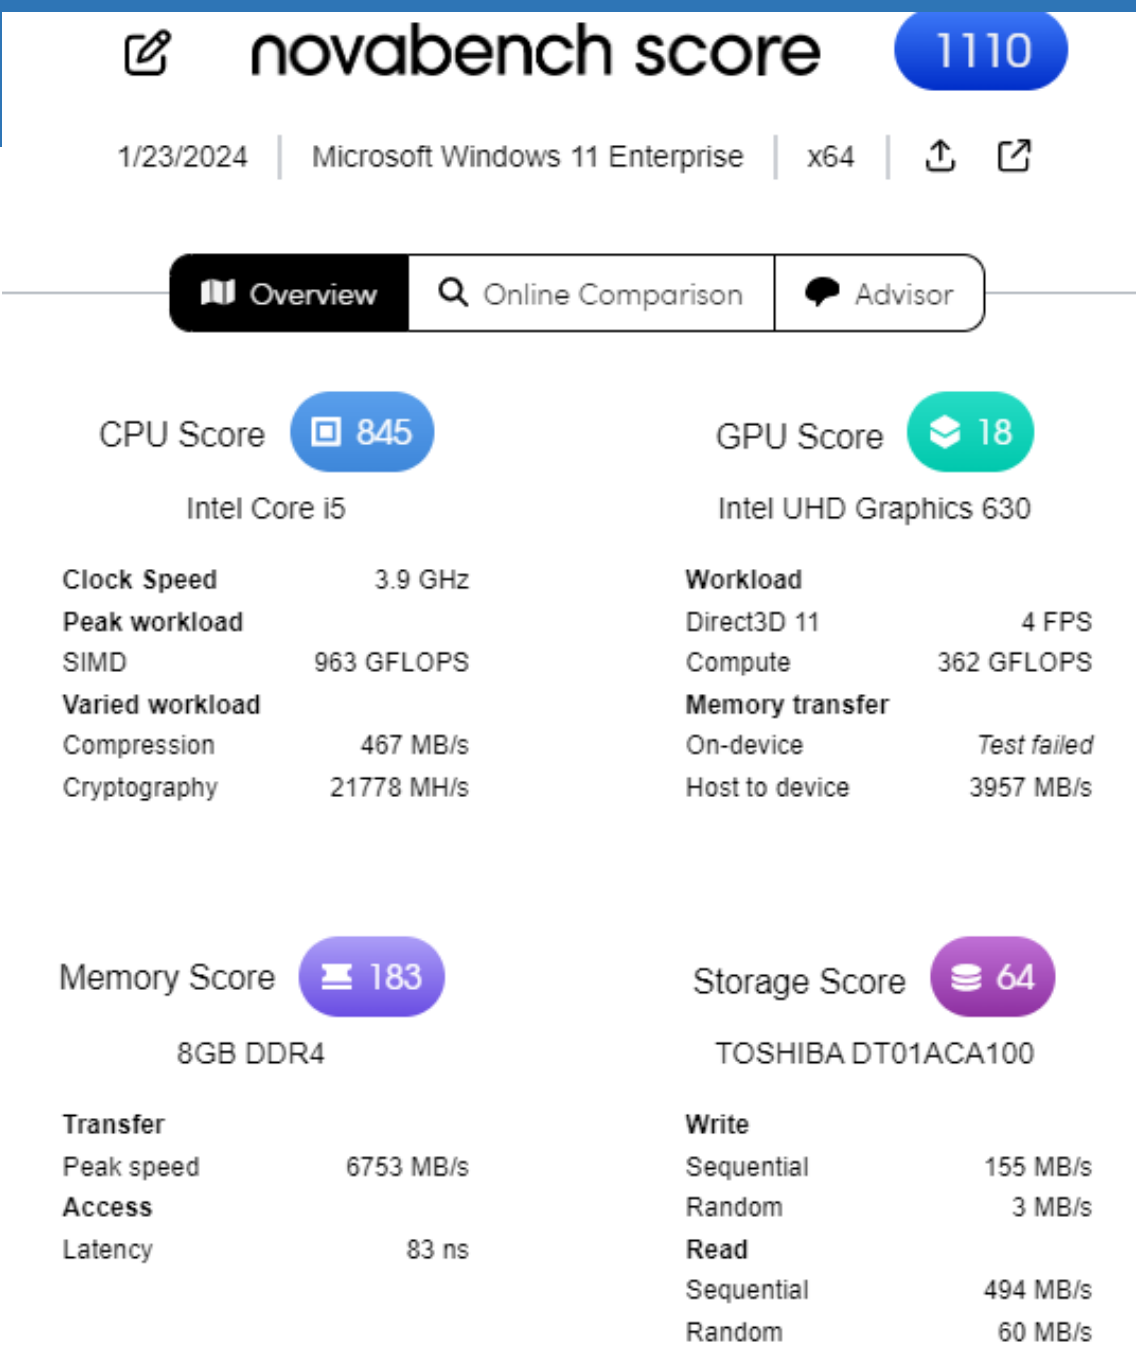 novabench score 1110
1/23/2024 Microsoft Windows 11 Enterprise x64
Overview Online Comparison Advisor
CPU Score 845
Intel Core i5
Clock Speed 3.9 GHz
Peak workload
SIMD 963 GFLOPS
Varied workload
Compression 467 MB/s
Cryptography 21778 MH/s
GPU Score 18
Intel UHD Graphics 630
Workload
Direct3D 11 4 FPS
Compute 362 GFLOPS
Memory transfer
On-device Test failed
Host to device 3957 MB/s
Memory Score 183
8GB DDR4
Transfer
Peak speed 6753 MB/s
Access
Latency 83 ns
Storage Score 64
TOSHIBA DT01ACA100
Write
Sequential 155 MB/s
Random 3 MB/s
Read
Sequential 494 MB/s
Random 60 MB/s